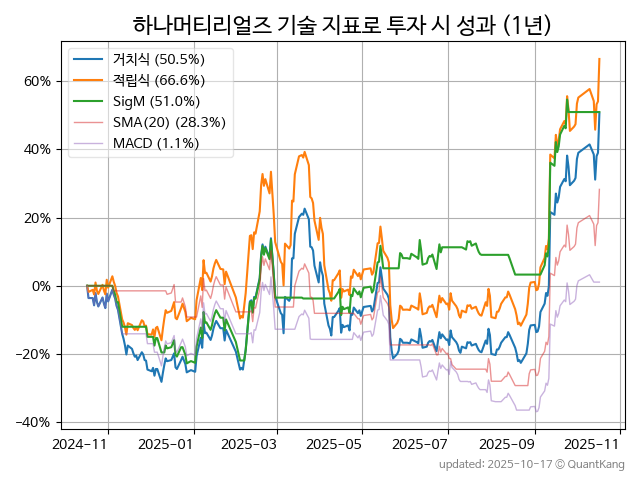 하나머티리얼즈 기술 지표로 투자 시 성과 (1년)
거치식 (50.5%)
적립식 (66.6%)
SigM (51.0%)
SMA(20) (28.3%)
MACD (1.1%)
60%
40%
20%
0%
−20%
−40%
2024-11 2025-01 2025-03 2025-05 2025-07 2025-09 2025-11
updated: 2025-10-17 © QuantKang